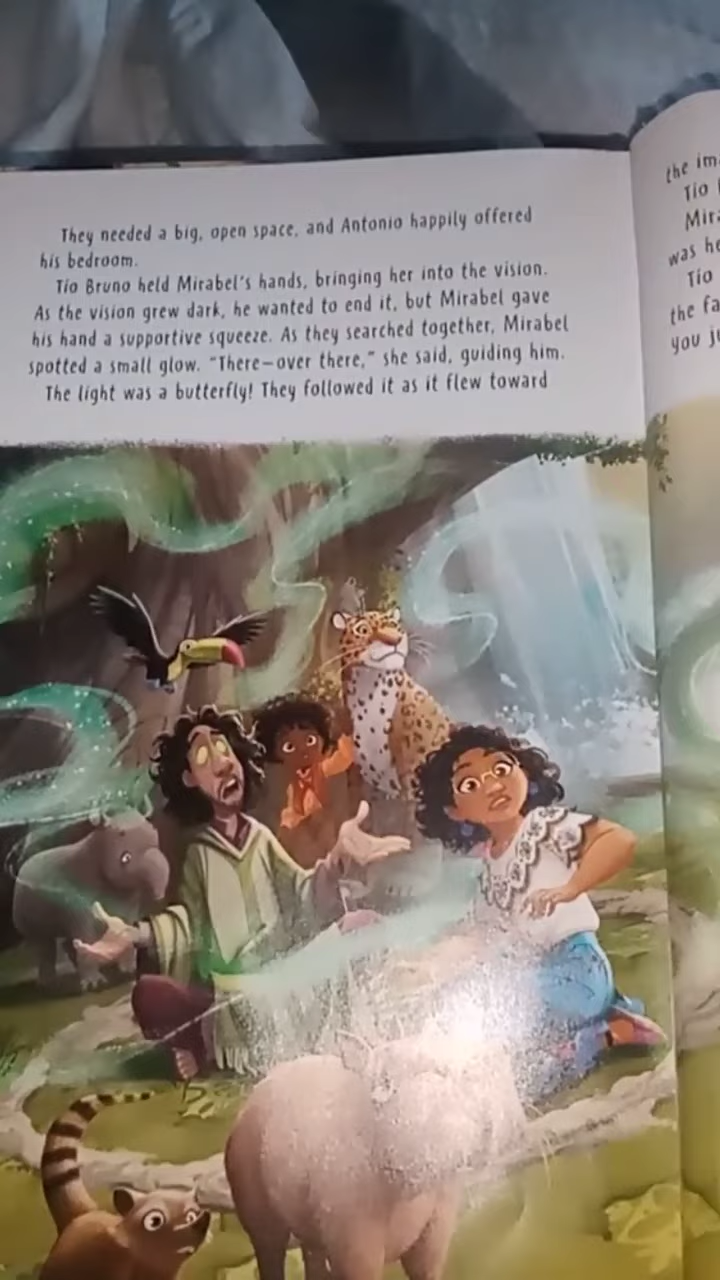 They needed a big, open space, and Antonio happily offered
his bedroom.
Tío Bruno held Mirabel's hands, bringing her into the vision.
As the vision grew dark, he wanted to end it, but Mirabel gave
his hand a supportive squeeze. As they searched together, Mirabel
spotted a small glow. “There—over there,” she said, guiding him.
The light was a butterfly! They followed it as it flew toward
the
Tío
was
Tío
the
you